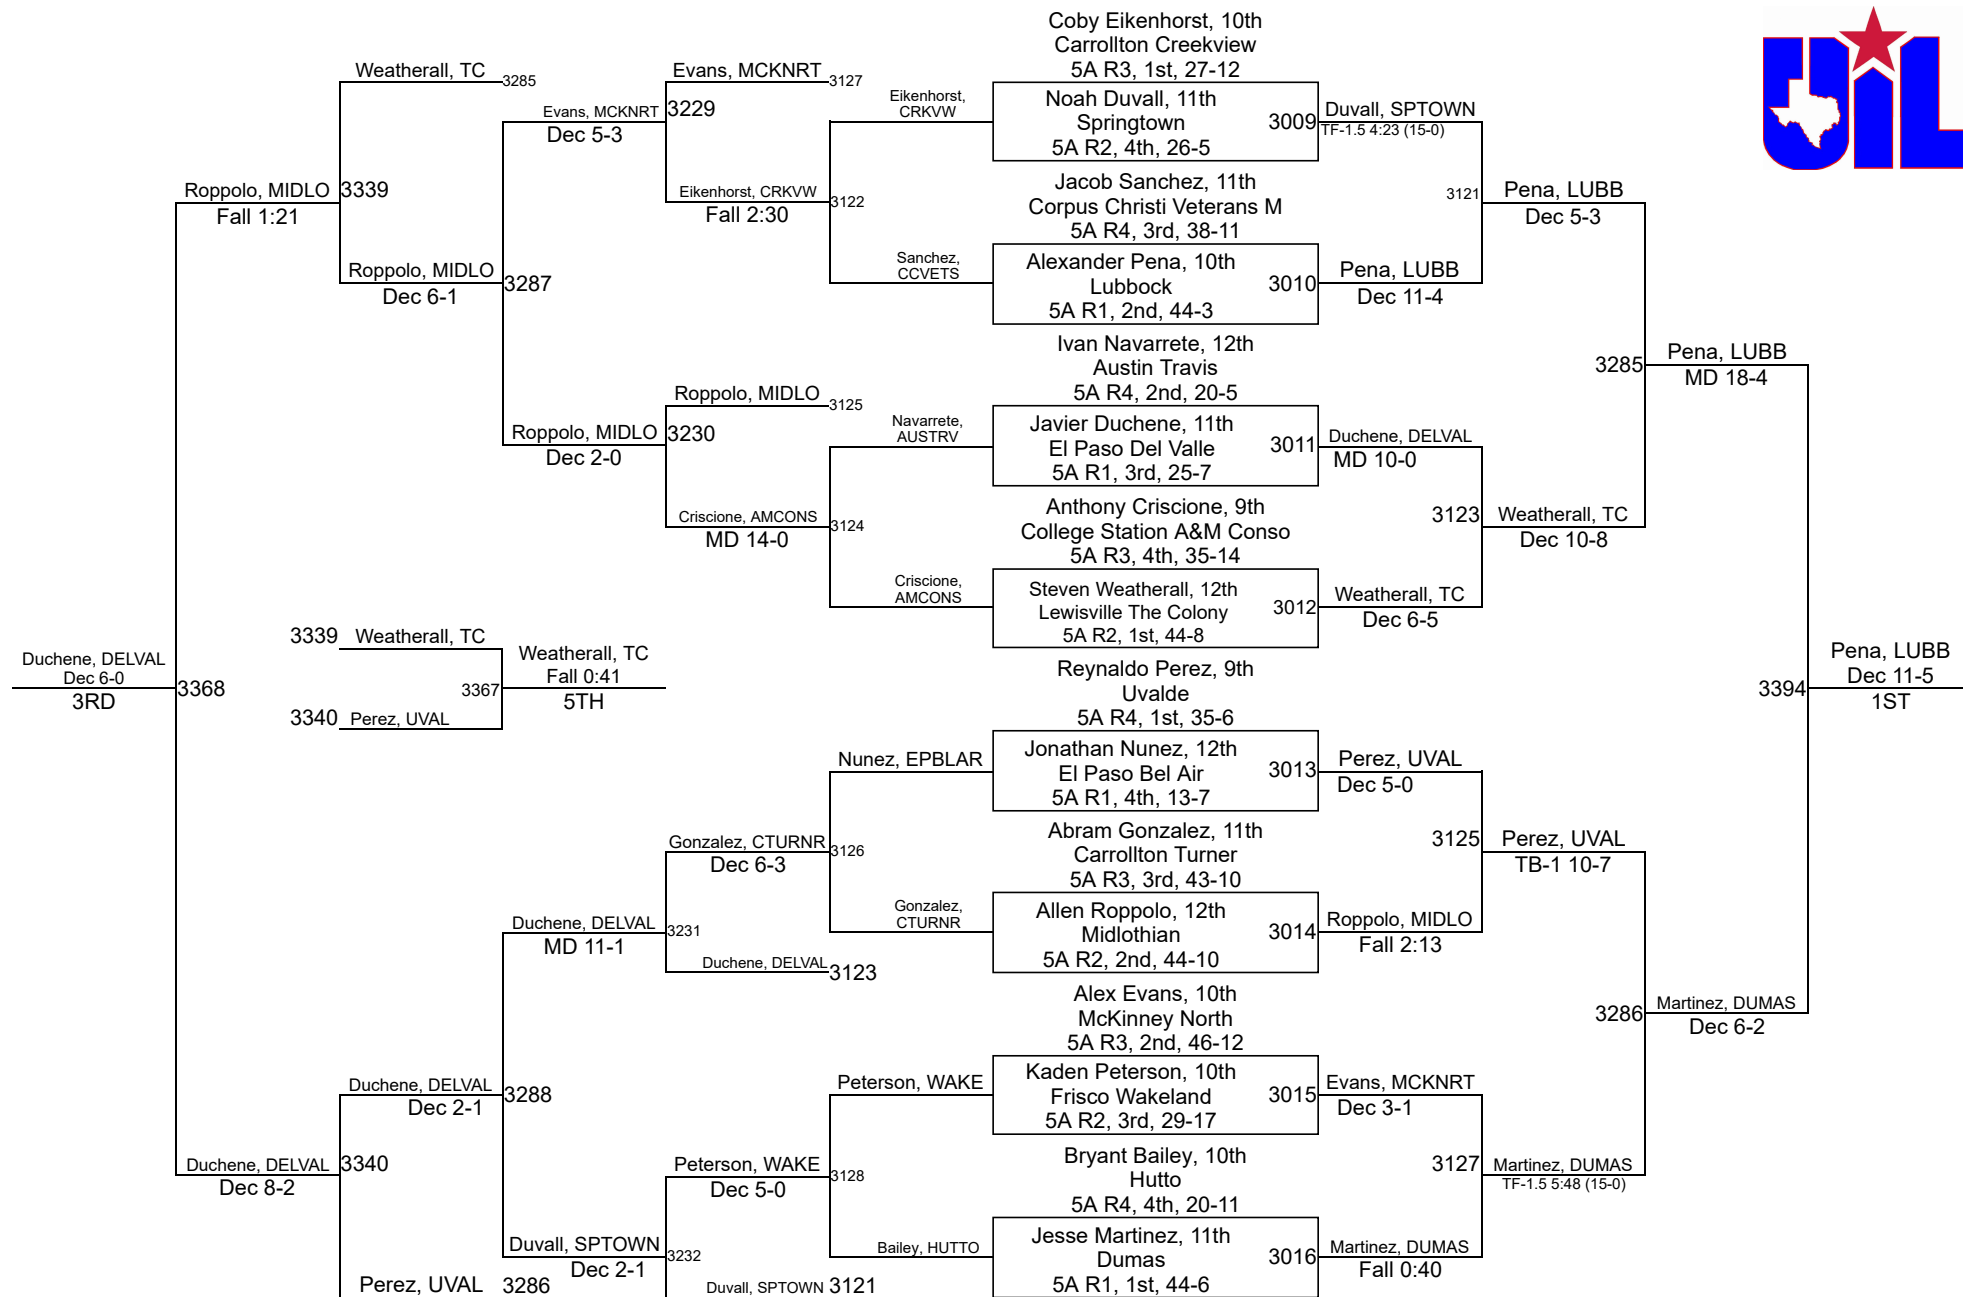 Coby Eikenhorst, 10th
Carrollton Creekview
5A R3, 1st, 27-12
UIL
Weatherall, TC
3285
Evans, MCKNRT
3127
Evans, MCKNRT
3229
Dec 5-3
Eikenhorst,
CRKVW
Noah Duvall, 11th
Springtown
5A R2, 4th, 26-5
3009
Duvall, SPTOWN
TF-1.5 4:23 (15-0)
Roppolo, MIDLO
3339
Fall 1:21
Eikenhorst, CRKVW
3122
Fall 2:30
Jacob Sanchez, 11th
Corpus Christi Veterans M
5A R4, 3rd, 38-11
3121
Pena, LUBB
Dec 5-3
Roppolo, MIDLO
3287
Dec 6-1
Sanchez,
CCVETS
Alexander Pena, 10th
Lubbock
5A R1, 2nd, 44-3
3010
Pena, LUBB
Dec 11-4
Ivan Navarrete, 12th
Austin Travis
5A R4, 2nd, 20-5
3285
Pena, LUBB
MD 18-4
Roppolo, MIDLO
3125
Roppolo, MIDLO
3230
Dec 2-0
Navarrete,
AUSTRV
Javier Duchene, 11th
El Paso Del Valle
5A R1, 3rd, 25-7
3011
Duchene, DELVAL
MD 10-0
Criscione, AMCONS
3124
MD 14-0
Anthony Criscione, 9th
College Station A&M Conso
5A R3, 4th, 35-14
3123
Weatherall, TC
Dec 10-8
Criscione,
AMCONS
Steven Weatherall, 12th
Lewisville The Colony
5A R2, 1st, 44-8
3012
Weatherall, TC
Dec 6-5
3339
Weatherall, TC
Duchene, DELVAL
Dec 6-0
3RD
3368
3367
Weatherall, TC
Fall 0:41
5TH
3340
Perez, UVAL
Reynaldo Perez, 9th
Uvalde
5A R4, 1st, 35-6
3394
Pena, LUBB
Dec 11-5
1ST
Nunez, EPBLAR
Jonathan Nunez, 12th
El Paso Bel Air
5A R1, 4th, 13-7
3013
Perez, UVAL
Dec 5-0
Gonzalez, CTURNR
3126
Dec 6-3
Abram Gonzalez, 11th
Carrollton Turner
5A R3, 3rd, 43-10
3125
Perez, UVAL
TB-1 10-7
Duchene, DELVAL
3231
MD 11-1
Duchene, DELVAL
3123
Gonzalez,
CTURNR
Allen Roppolo, 12th
Midlothian
5A R2, 2nd, 44-10
3014
Roppolo, MIDLO
Fall 2:13
Alex Evans, 10th
McKinney North
5A R3, 2nd, 46-12
3286
Martinez, DUMAS
Dec 6-2
Duchene, DELVAL
3288
Dec 2-1
Peterson, WAKE
Kaden Peterson, 10th
Frisco Wakeland
5A R2, 3rd, 29-17
3015
Evans, MCKNRT
Dec 3-1
Duchene, DELVAL
3340
Dec 8-2
Peterson, WAKE
3128
Dec 5-0
Bryant Bailey, 10th
Hutto
5A R4, 4th, 20-11
3127
Martinez, DUMAS
TF-1.5 5:48 (15-0)
Duvall, SPTOWN
3232
Dec 2-1
Bailey, HUTTO
Jesse Martinez, 11th
Dumas
5A R1, 1st, 44-6
3016
Martinez, DUMAS
Fall 0:40
Perez, UVAL
3286
Duvall, SPTOWN
3121